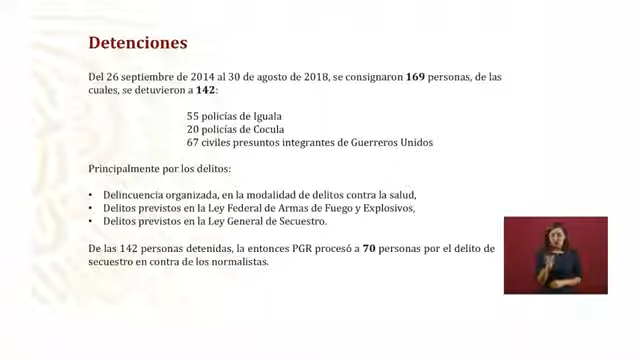 Detenciones
Del 26 septiembre de 2014 al 30 de agosto de 2018, se consignaron 169 personas, de las
cuales, se detuvieron a 142:
55 policías de Iguala
20 policías de Cocula
67 civiles presuntos integrantes de Guerreros Unidos
Principalmente por los delitos:
• Delincuencia organizada, en la modalidad de delitos contra la salud,
• Delitos previstos en la Ley Federal de Armas de Fuego y Explosivos,
• Delitos previstos en la Ley General de Secuestro.
De las 142 personas detenidas, la entonces PGR procesó a 70 personas por el delito de
secuestro en contra de los normalistas.